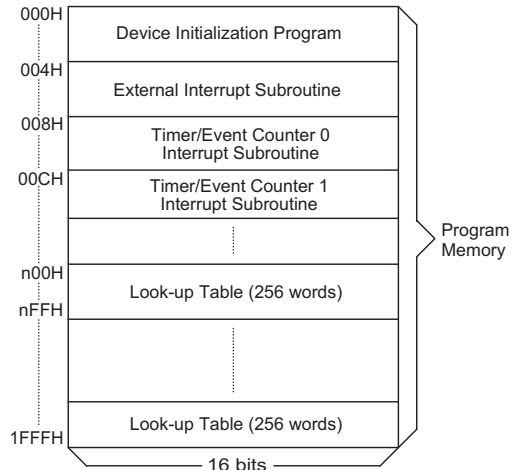 000H
Device Initialization Program
004H
External Interrupt Subroutine
008H
Timer/Event Counter 0
Interrupt Subroutine
00CH
Timer/Event Counter 1
Interrupt Subroutine
Program
Memory
n00H
Look-up Table (256 words)
nFFH
Look-up Table (256 words)
1FFFH
16 bits